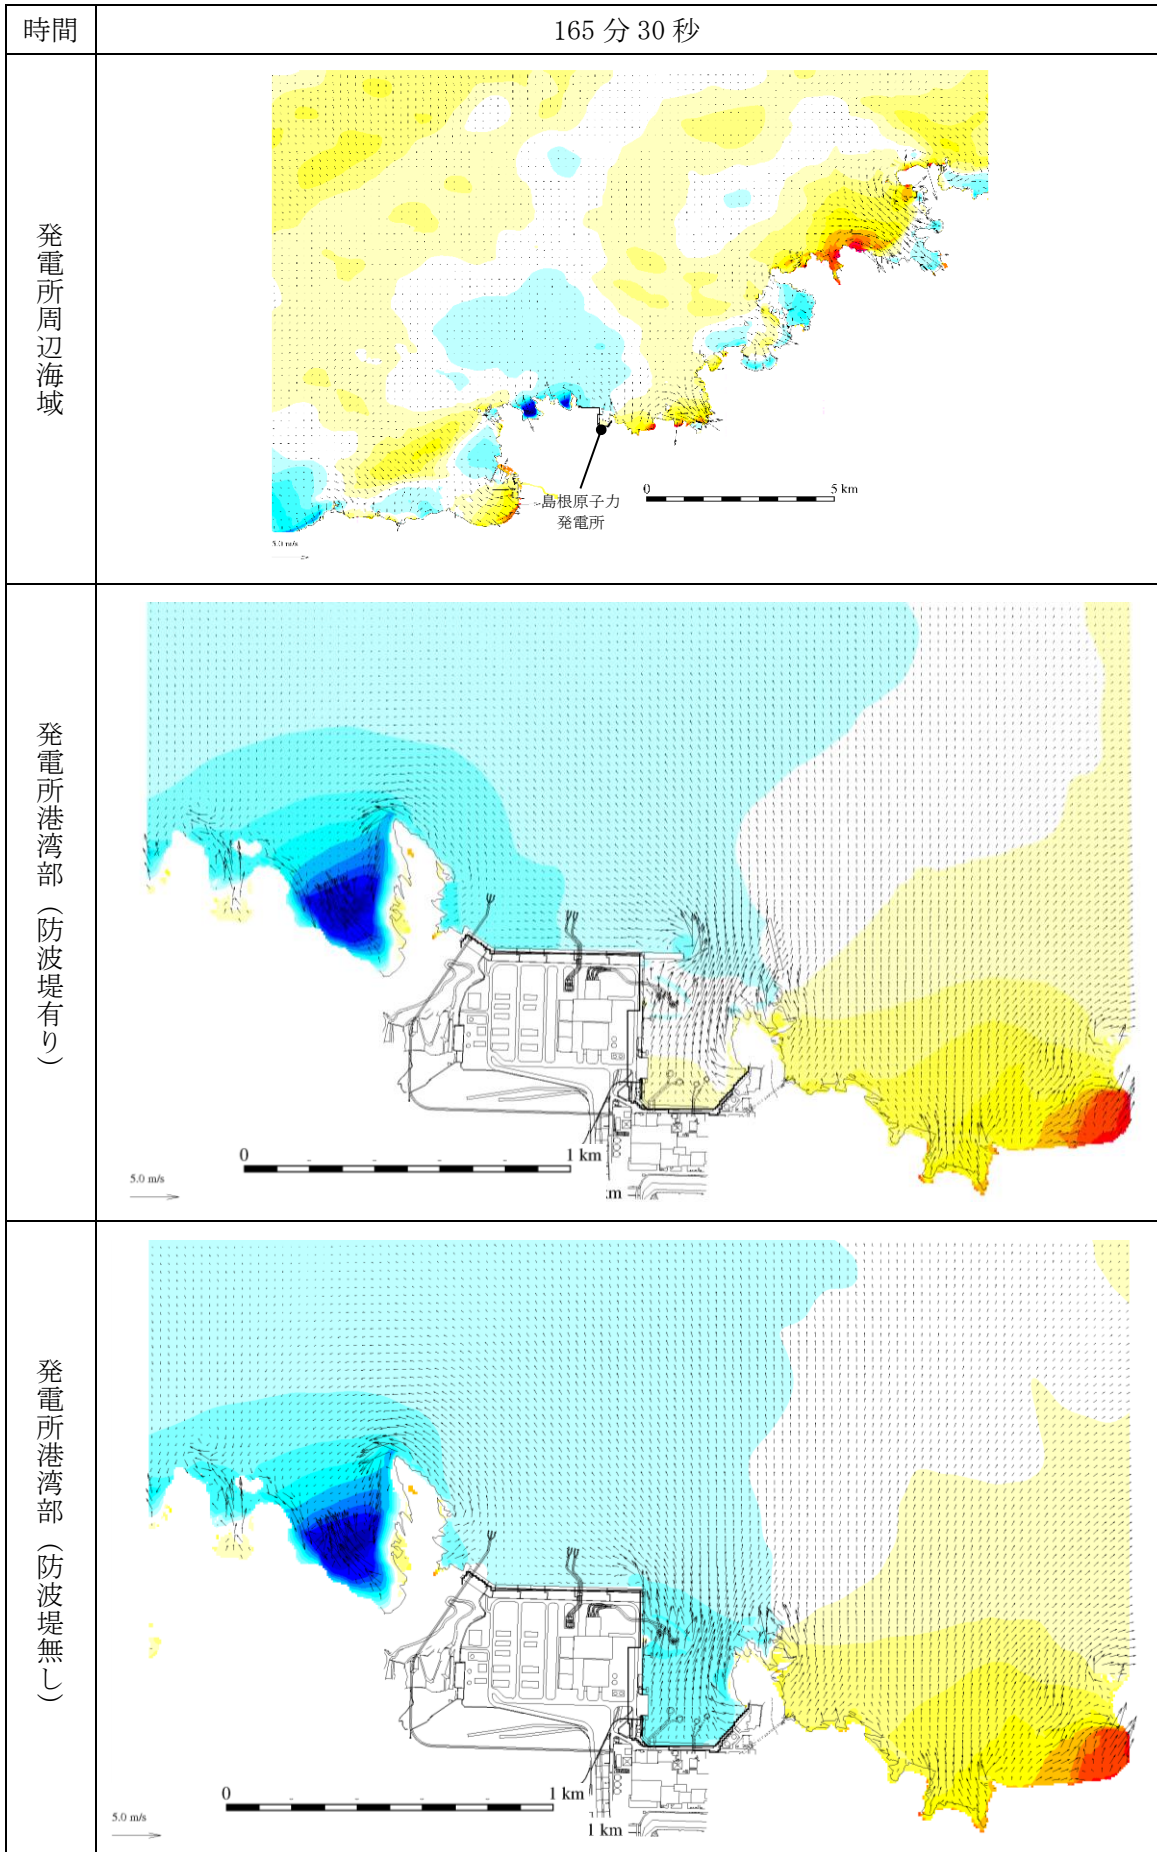 時間
165 分 30 秒
発電所周辺海域
島根原子力
発電所
0
5 km
5.0 m/s
発電所港湾部（防波堤有り）
0
1 km
5.0 m/s
発電所港湾部（防波堤無し）
0
1 km
5.0 m/s
1 km